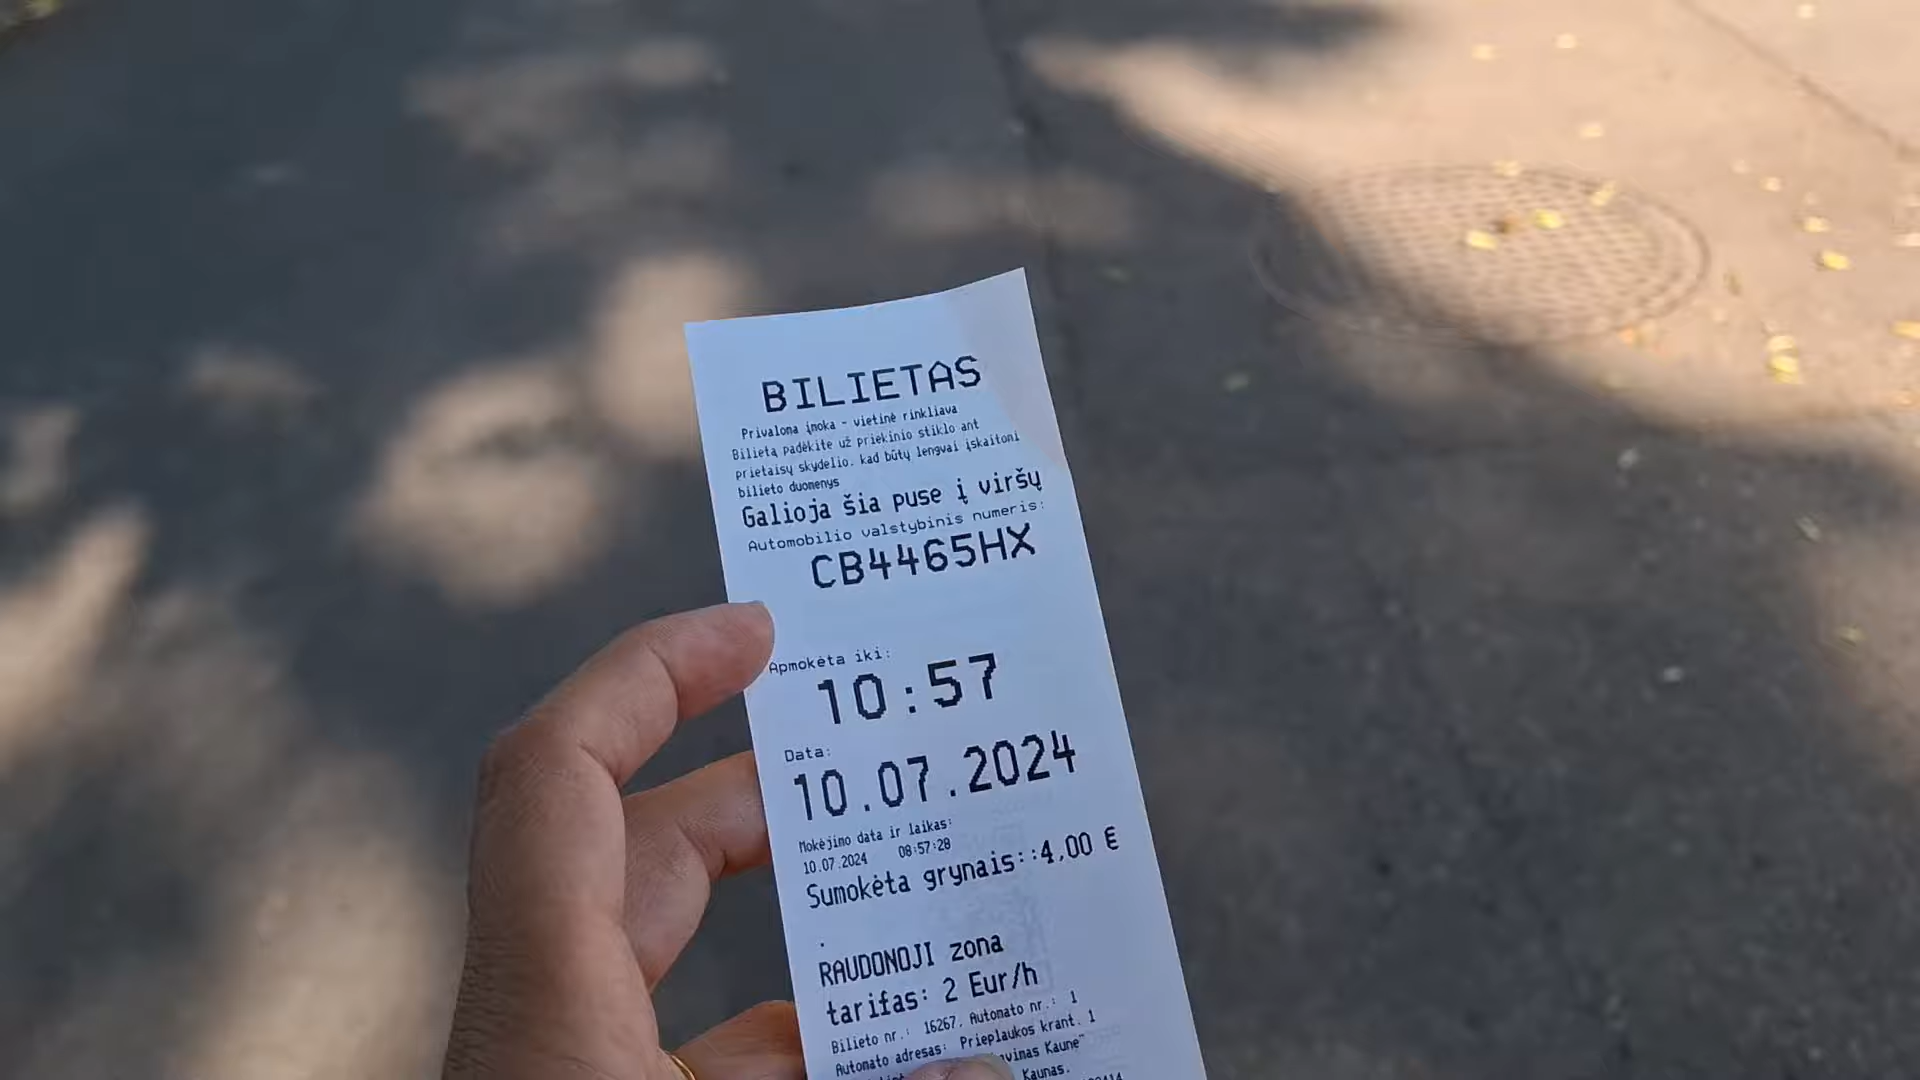 BILIETAS
Privaloma įmoka - vietinė rinkliava
Bilietą padėkite už priekinio stiklo ant
prietaisų skydelio, kad būtų lengvai įskaitomi
bilieto duomenys
Galioja šia puse į viršų
Automobilio valstybinis numeris:
CB4465HX
Apmokėta iki:
10:57
Data:
10.07.2024
Mokėjimo data ir laikas:
10.07.2024 08:57:28
Sumokėta grynais::4,00 €
.
RAUDONOJI zona
tarifas: 2 Eur/h
Bilieto nr.: 16267, Automato nr.: 1
Automato adresas: Prieplaukos krant. 1
Kaune"
Kaunas.